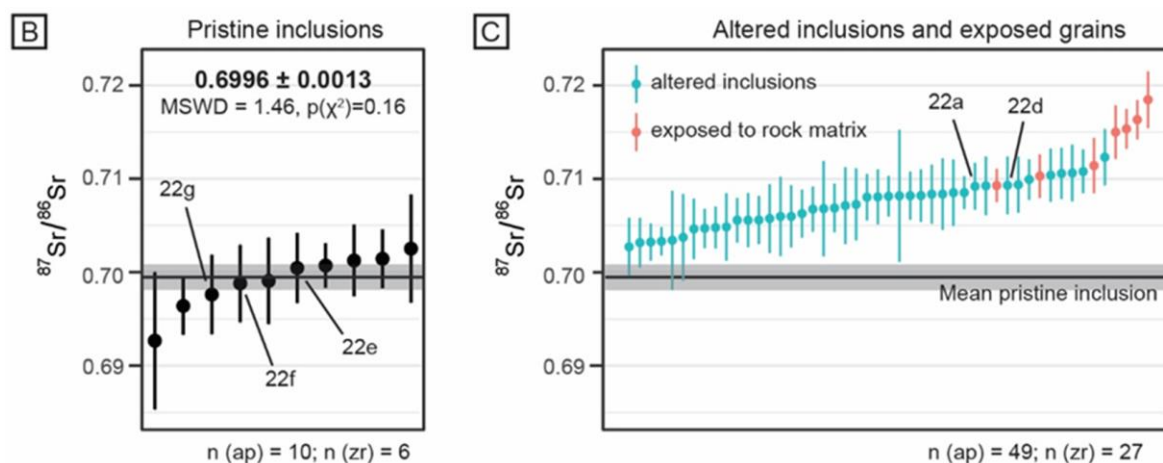 B
Pristine inclusions
0.6996 ± 0.0013
MSWD = 1.46, p(χ²)=0.16
0.72
0.71
0.70
0.69
⁸⁷Sr/⁸⁶Sr
22g
22f
22e
n (ap) = 10; n (zr) = 6
C
Altered inclusions and exposed grains
altered inclusions
exposed to rock matrix
22a
22d
0.72
0.71
0.70
0.69
⁸⁷Sr/⁸⁶Sr
Mean pristine inclusion
n (ap) = 49; n (zr) = 27